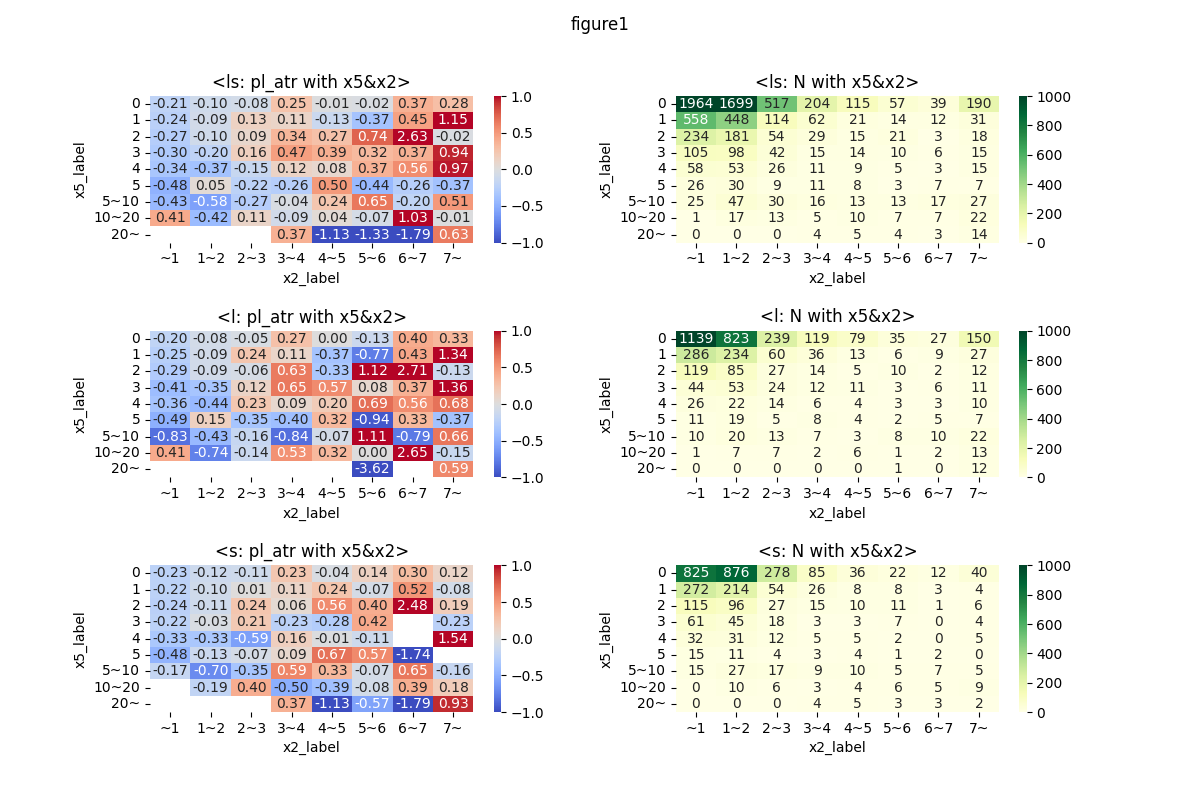 figure1
<ls: pl_atr with x5&x2>
x5_label
0 -0.21 -0.10 -0.08 0.25 -0.01 -0.02 0.37 0.28
1 -0.24 -0.09 0.13 0.11 -0.13 -0.37 0.45 1.15
2 -0.27 -0.10 0.09 0.34 0.27 0.74 2.63 -0.02
3 -0.30 -0.20 0.16 0.47 0.39 0.32 0.37 0.94
4 -0.34 -0.37 -0.15 0.12 0.08 0.37 0.56 0.97
5 -0.48 0.05 -0.22 -0.26 0.50 -0.44 -0.26 -0.37
5~10 -0.43 -0.58 -0.27 -0.04 0.24 0.65 -0.20 0.51
10~20 0.41 -0.42 0.11 -0.09 0.04 -0.07 1.03 -0.01
20~ 0.37 -1.13 -1.33 -1.79 0.63
~1 1~2 2~3 3~4 4~5 5~6 6~7 7~
x2_label
1.0
0.5
0.0
−0.5
−1.0
<ls: N with x5&x2>
x5_label
0 1964 1699 517 204 115 57 39 190
1 558 448 114 62 21 14 12 31
2 234 181 54 29 15 21 3 18
3 105 98 42 15 14 10 6 15
4 58 53 26 11 9 5 3 15
5 26 30 9 11 8 3 7 7
5~10 25 47 30 16 13 13 17 27
10~20 1 17 13 5 10 7 7 22
20~ 0 0 0 4 5 4 3 14
~1 1~2 2~3 3~4 4~5 5~6 6~7 7~
x2_label
1000
800
600
400
200
0
<l: pl_atr with x5&x2>
x5_label
0 -0.20 -0.08 -0.05 0.27 0.00 -0.13 0.40 0.33
1 -0.25 -0.09 0.24 0.11 -0.37 -0.77 0.43 1.34
2 -0.29 -0.09 -0.06 0.63 -0.33 1.12 2.71 -0.13
3 -0.41 -0.35 0.12 0.65 0.57 0.08 0.37 1.36
4 -0.36 -0.44 0.23 0.09 0.20 0.69 0.56 0.68
5 -0.49 0.15 -0.35 -0.40 0.32 -0.94 0.33 -0.37
5~10 -0.83 -0.43 -0.16 -0.84 -0.07 1.11 -0.79 0.66
10~20 0.41 -0.74 -0.14 0.53 0.32 0.00 2.65 -0.15
20~ -3.62 0.59
~1 1~2 2~3 3~4 4~5 5~6 6~7 7~
x2_label
1.0
0.5
0.0
−0.5
−1.0
<l: N with x5&x2>
x5_label
0 1139 823 239 119 79 35 27 150
1 286 234 60 36 13 6 9 27
2 119 85 27 14 5 10 2 12
3 44 53 24 12 11 3 6 11
4 26 22 14 6 4 3 3 10
5 11 19 5 8 4 2 5 7
5~10 10 20 13 7 3 8 10 22
10~20 1 7 7 2 6 1 2 13
20~ 0 0 0 0 0 1 0 12
~1 1~2 2~3 3~4 4~5 5~6 6~7 7~
x2_label
1000
800
600
400
200
0
<s: pl_atr with x5&x2>
x5_label
0 -0.23 -0.12 -0.11 0.23 -0.04 0.14 0.30 0.12
1 -0.22 -0.10 0.01 0.11 0.24 -0.07 0.52 -0.08
2 -0.24 -0.11 0.24 0.06 0.56 0.40 2.48 0.19
3 -0.22 -0.03 0.21 -0.23 -0.28 0.42 -0.23
4 -0.33 -0.33 -0.59 0.16 -0.01 -0.11 1.54
5 -0.48 -0.13 -0.07 0.09 0.67 0.57 -1.74
5~10 -0.17 -0.70 -0.35 0.59 0.33 -0.07 0.65 -0.16
10~20 -0.19 0.40 -0.50 -0.39 -0.08 0.39 0.18
20~ 0.37 -1.13 -0.57 -1.79 0.93
~1 1~2 2~3 3~4 4~5 5~6 6~7 7~
x2_label
1.0
0.5
0.0
−0.5
−1.0
<s: N with x5&x2>
x5_label
0 825 876 278 85 36 22 12 40
1 272 214 54 26 8 8 3 4
2 115 96 27 15 10 11 1 6
3 61 45 18 3 3 7 0 4
4 32 31 12 5 5 2 0 5
5 15 11 4 3 4 1 2 0
5~10 15 27 17 9 10 5 7 5
10~20 0 10 6 3 4 6 5 9
20~ 0 0 0 4 5 3 3 2
~1 1~2 2~3 3~4 4~5 5~6 6~7 7~
x2_label
1000
800
600
400
200
0